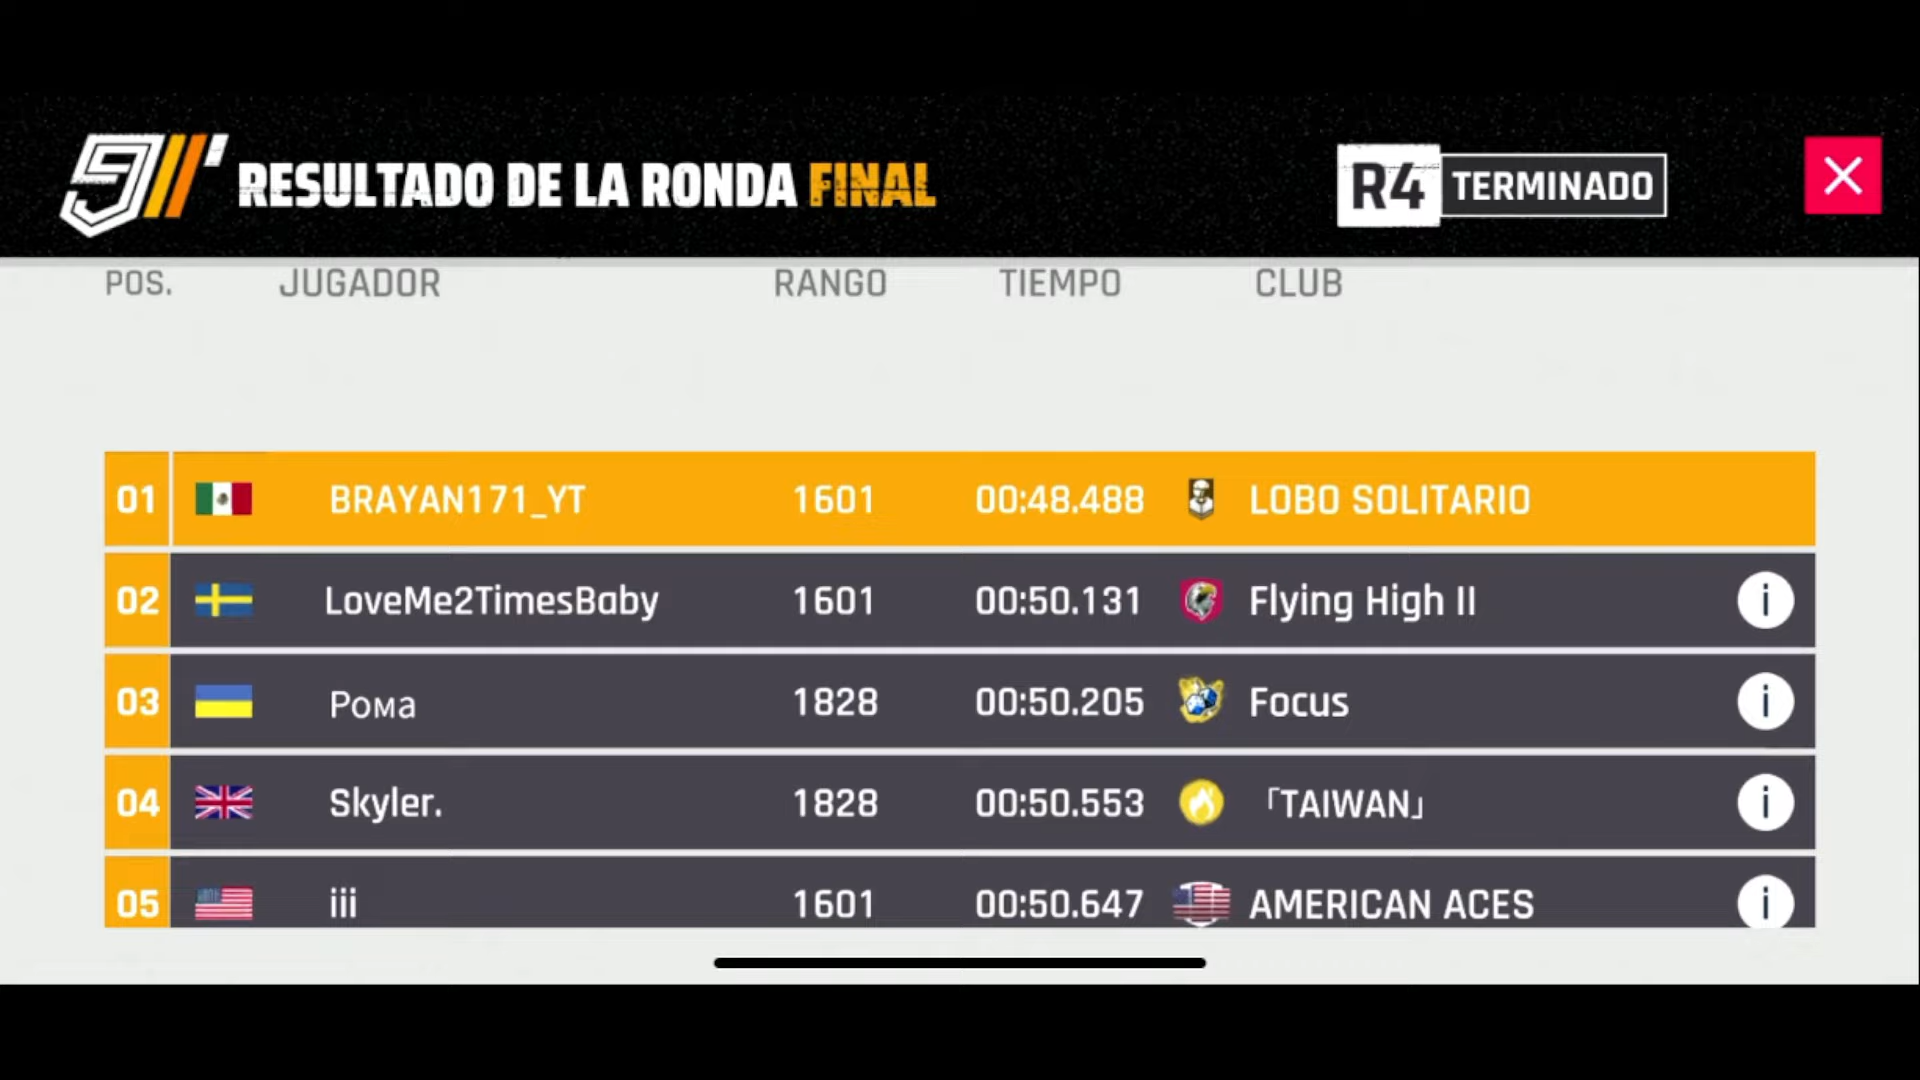 9
RESULTADO DE LA RONDA FINAL
R4 TERMINADO
POS. JUGADOR RANGO TIEMPO CLUB
01 BRAYAN171_YT 1601 00:48.488 LOBO SOLITARIO
02 LoveMe2TimesBaby 1601 00:50.131 Flying High II i
03 Рома 1828 00:50.205 Focus i
04 Skyler. 1828 00:50.553 「TAIWAN」 i
05 iii 1601 00:50.647 AMERICAN ACES i